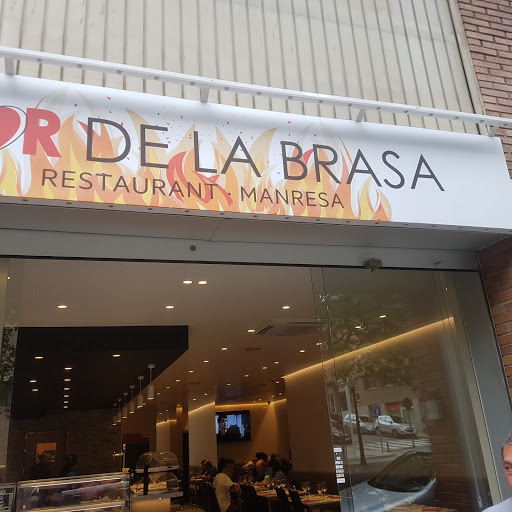 OR DE LA BRASA
RESTAURANT · MANRESA